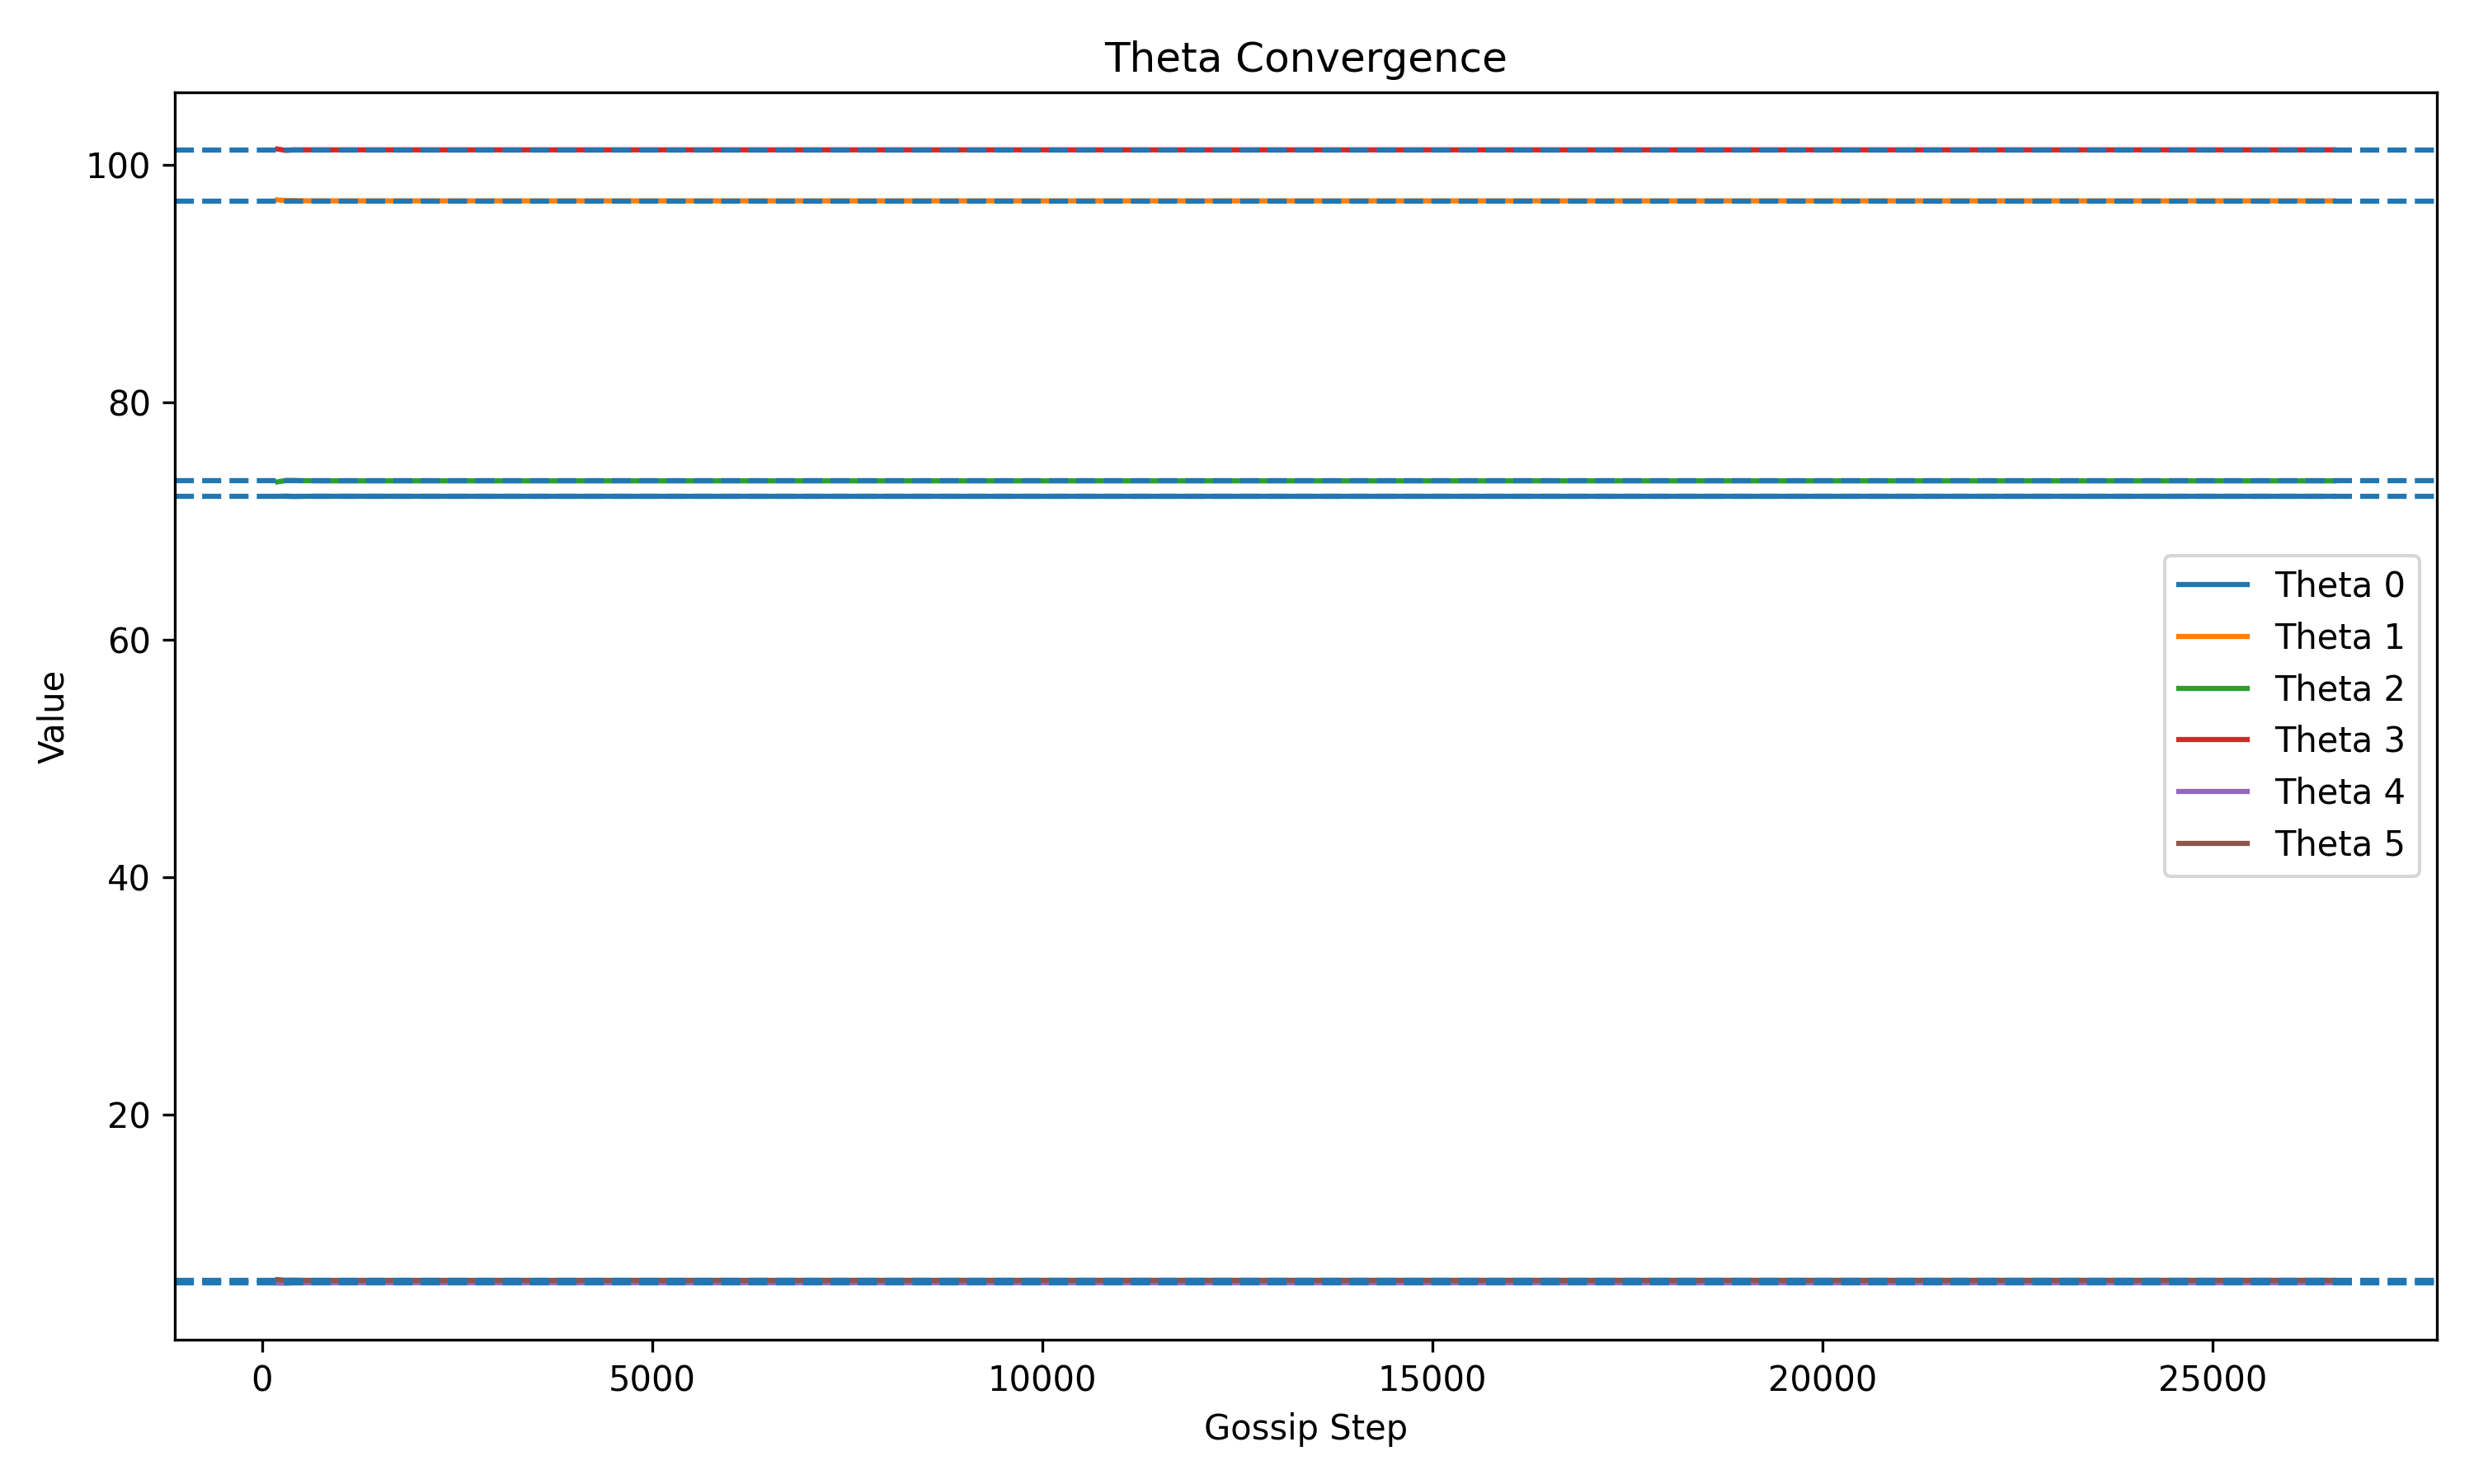 Theta Convergence
100
80
60
40
20
Value
Theta 0
Theta 1
Theta 2
Theta 3
Theta 4
Theta 5
0 5000 10000 15000 20000 25000
Gossip Step